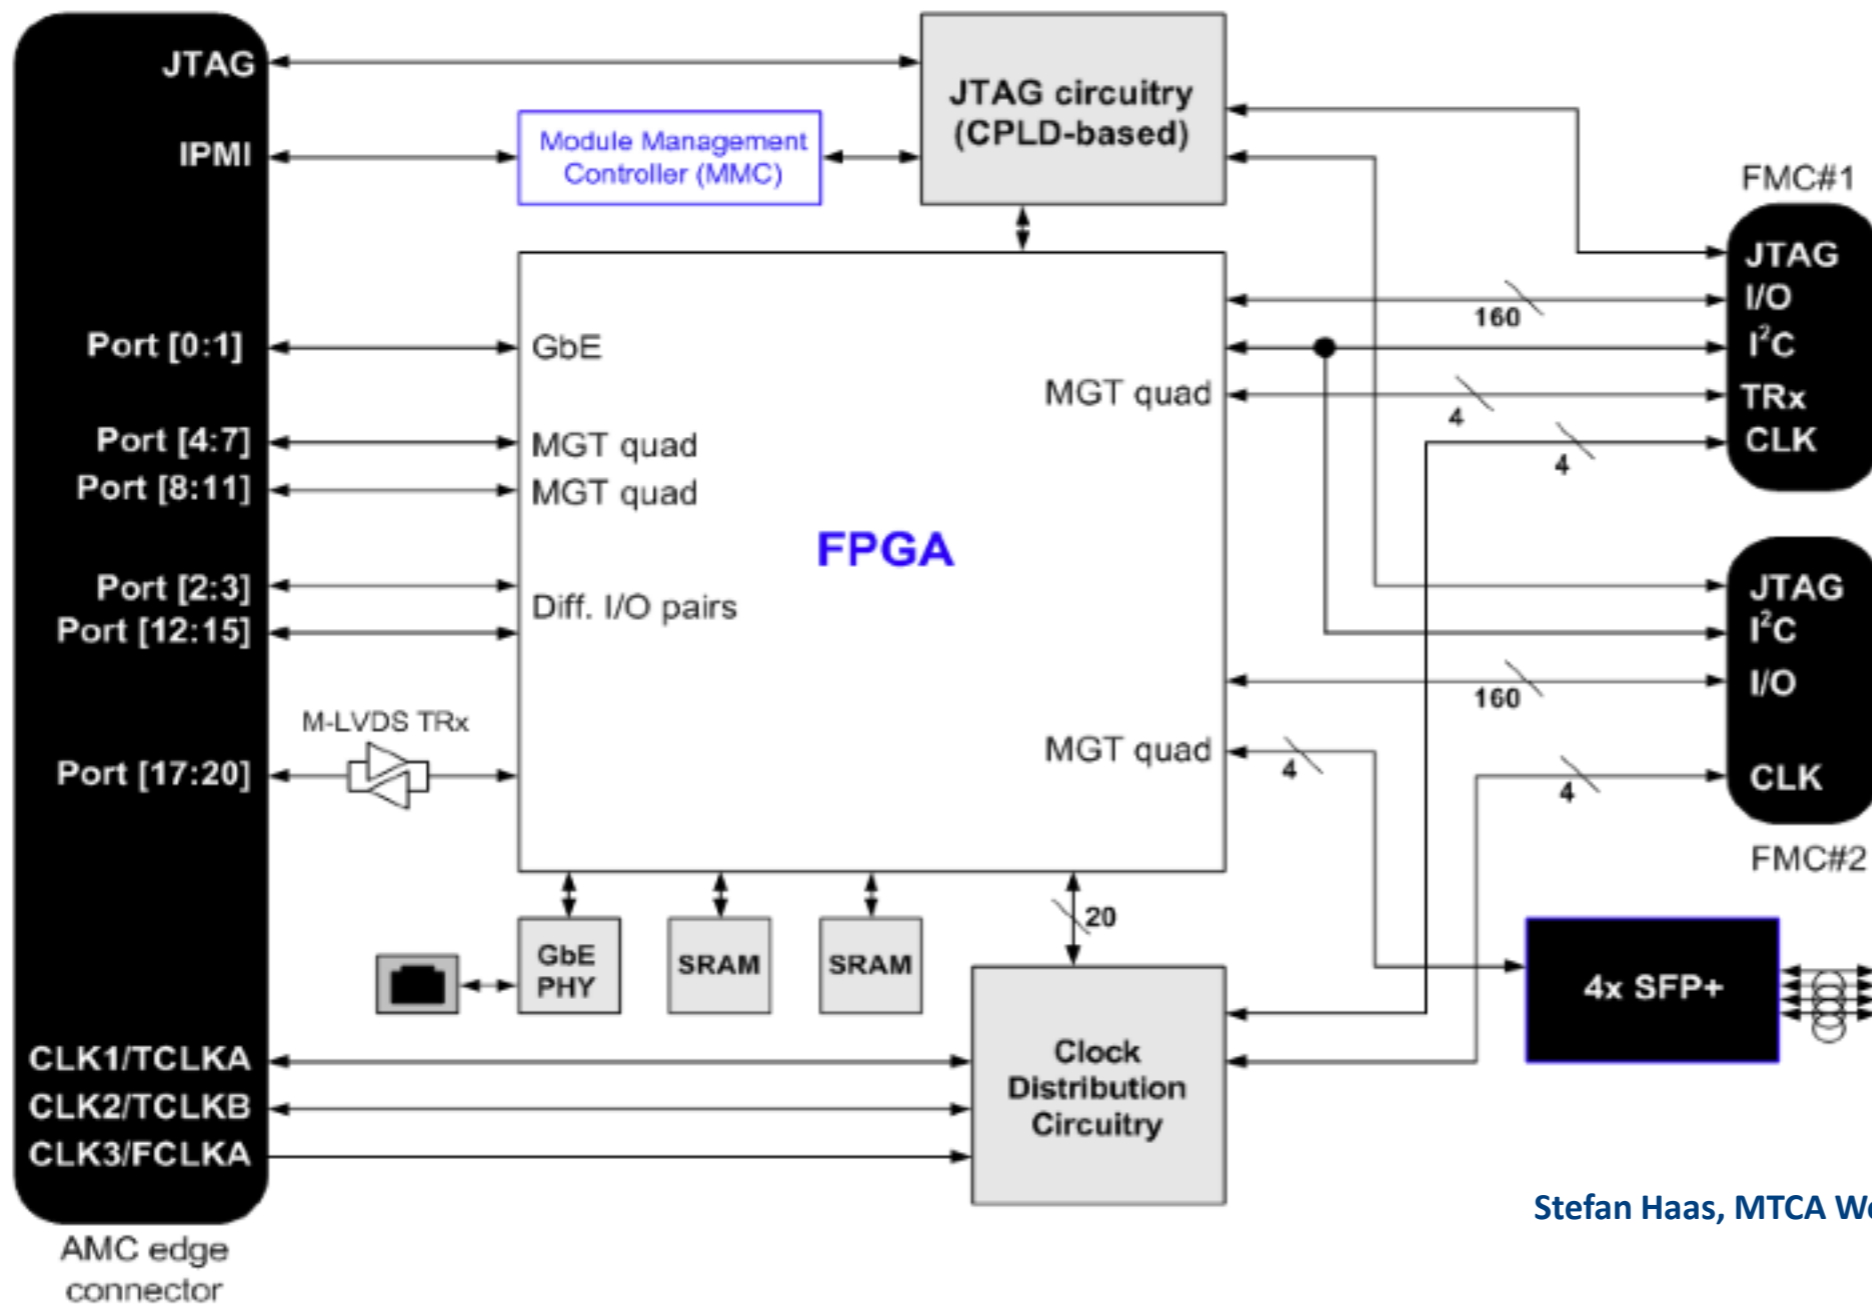 JTAG
IPMI
Port [0:1]
Port [4:7]
Port [8:11]
Port [2:3]
Port [12:15]
Port [17:20]
CLK1/TCLKA
CLK2/TCLKB
CLK3/FCLKA
AMC edge
connector
Module Management
Controller (MMC)
JTAG circuitry
(CPLD-based)
GbE
MGT quad
MGT quad
Diff. I/O pairs
M-LVDS TRx
FPGA
MGT quad
MGT quad
GbE
PHY
SRAM
SRAM
20
Clock
Distribution
Circuitry
160
4
4
160
4
4
FMC#1
JTAG
I/O
I²C
TRx
CLK
JTAG
I²C
I/O
CLK
FMC#2
4x SFP+
Stefan Haas, MTCA